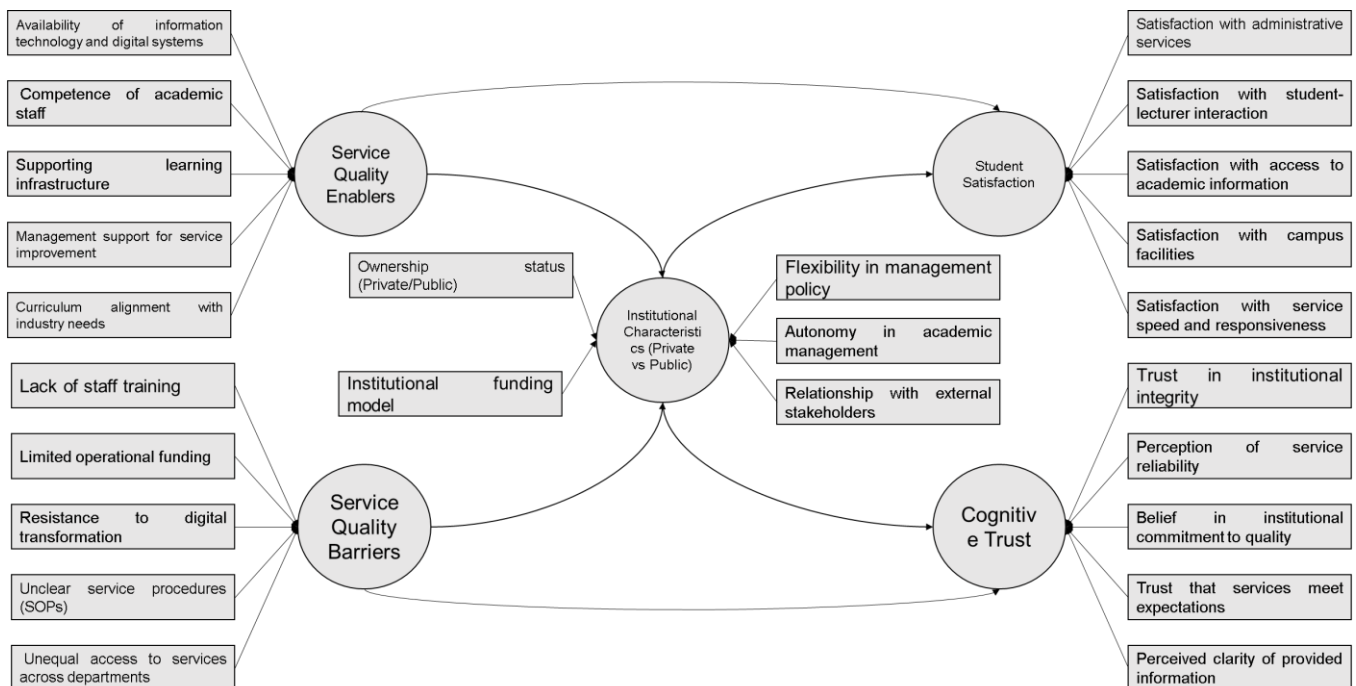 Availability of information
technology and digital systems
Competence of academic
staff
Supporting learning
infrastructure
Management support for service
improvement
Curriculum alignment with
industry needs
Lack of staff training
Limited operational funding
Resistance to digital
transformation
Unclear service procedures
(SOPs)
Unequal access to services
across departments
Service
Quality
Enablers
Service
Quality
Barriers
Ownership status
(Private/Public)
Institutional funding
model
Institutional
Characteristi
cs (Private
vs Public)
Flexibility in management
policy
Autonomy in academic
management
Relationship with external
stakeholders
Student
Satisfaction
Cognitiv
e Trust
Satisfaction with administrative
services
Satisfaction with student-
lecturer interaction
Satisfaction with access to
academic information
Satisfaction with campus
facilities
Satisfaction with service
speed and responsiveness
Trust in institutional
integrity
Perception of service
reliability
Belief in institutional
commitment to quality
Trust that services meet
expectations
Perceived clarity of provided
information